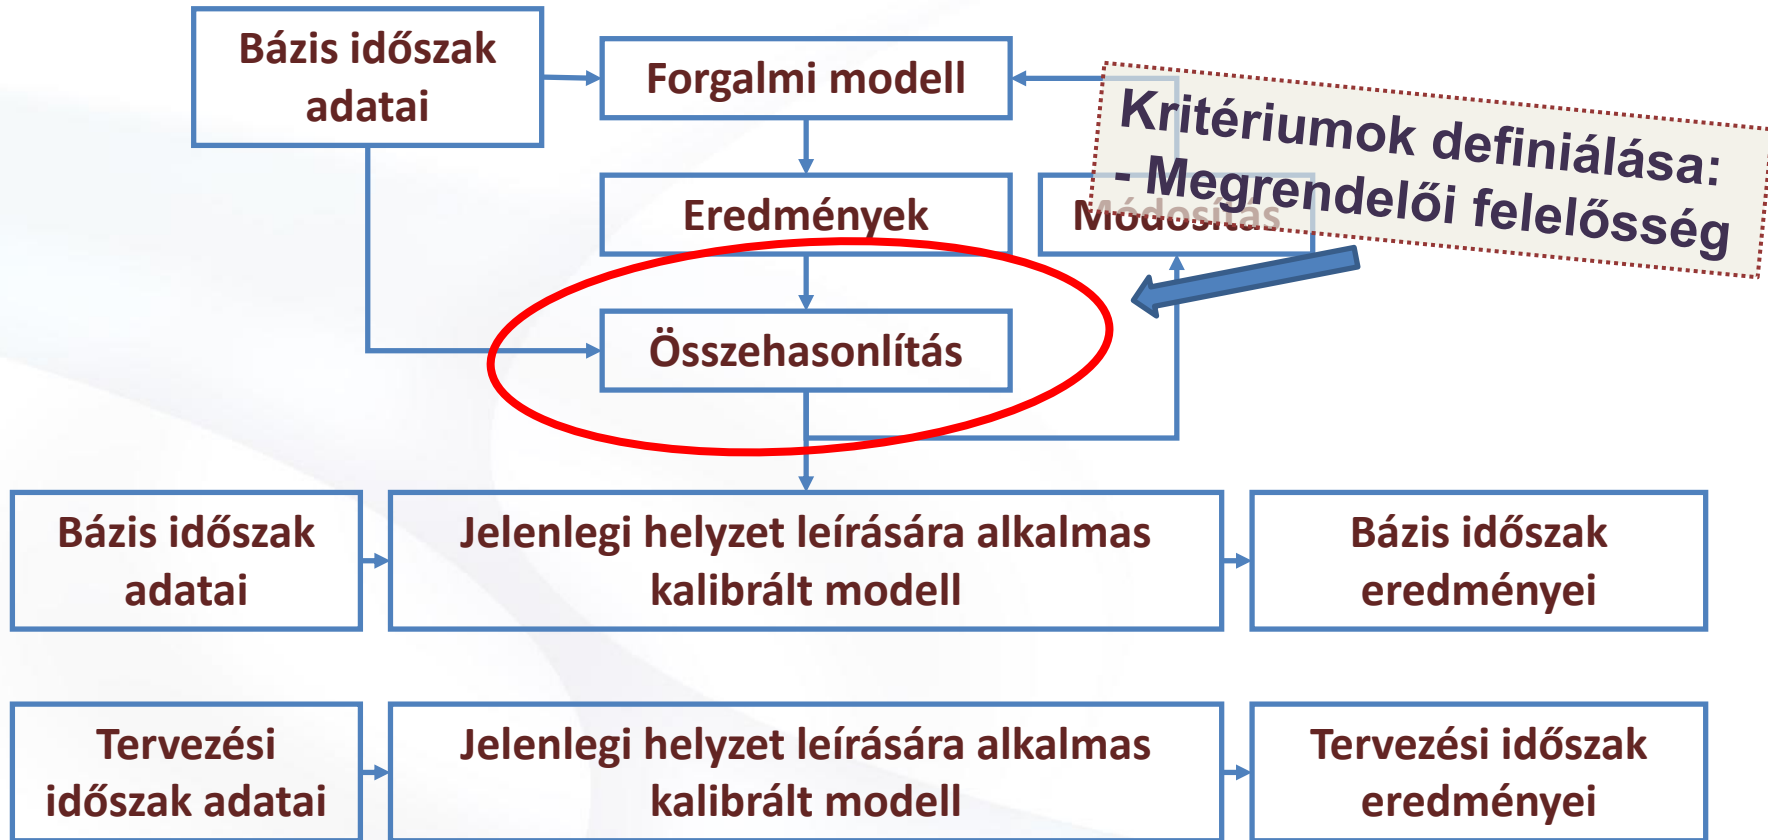 Bázis időszak
adatai
Forgalmi modell
Kritériumok definiálása:
- Megrendelői felelősség
Eredmények
Módosítás
Összehasonlítás
Bázis időszak
adatai
Jelenlegi helyzet leírására alkalmas
kalibrált modell
Bázis időszak
eredményei
Tervezési
időszak adatai
Jelenlegi helyzet leírására alkalmas
kalibrált modell
Tervezési időszak
eredményei